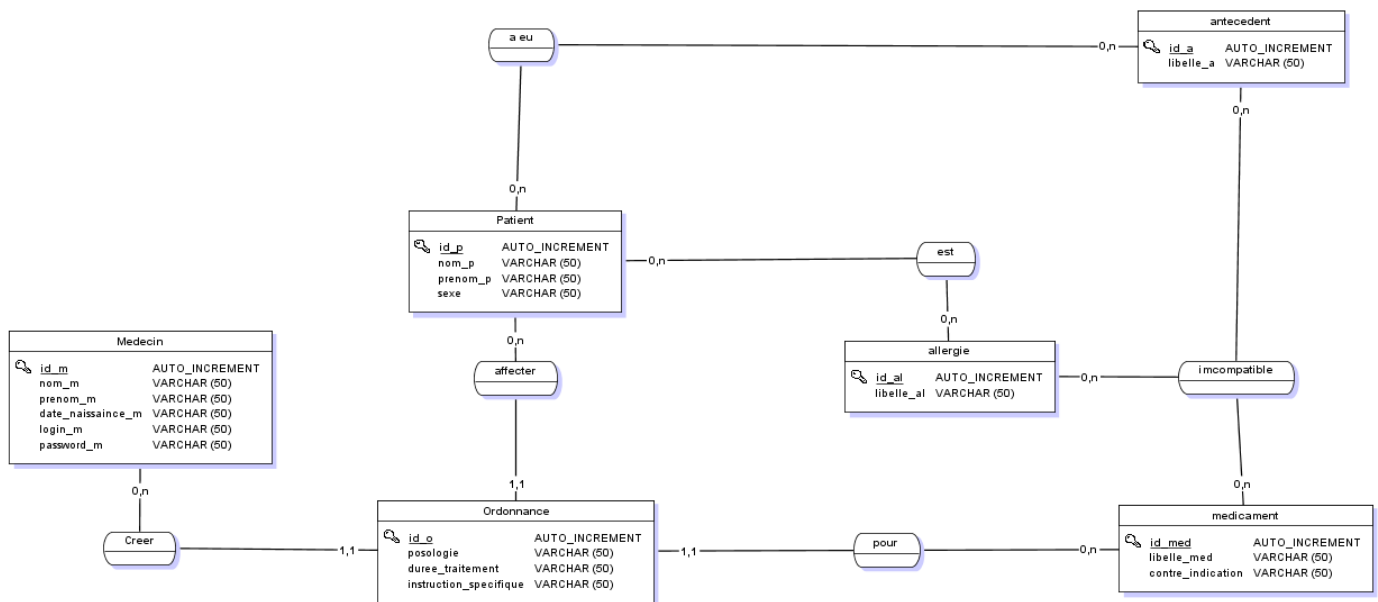 a eu
0,n
0,n
antecedent
id_a AUTO_INCREMENT
libelle_a VARCHAR (50)
0,n
Patient
id_p AUTO_INCREMENT
nom_p VARCHAR (50)
prenom_p VARCHAR (50)
sexe VARCHAR (50)
0,n
est
0,n
0,n
affecter
1,1
allergie
id_al AUTO_INCREMENT
libelle_al VARCHAR (50)
0,n
imcompatible
0,n
Medecin
id_m AUTO_INCREMENT
nom_m VARCHAR (50)
prenom_m VARCHAR (50)
date_naissaince_m VARCHAR (50)
login_m VARCHAR (50)
password_m VARCHAR (50)
0,n
Creer
1,1
Ordonnance
id_o AUTO_INCREMENT
posologie VARCHAR (50)
duree_traitement VARCHAR (50)
instruction_specifique VARCHAR (50)
1,1
pour
0,n
medicament
id_med AUTO_INCREMENT
libelle_med VARCHAR (50)
contre_indication VARCHAR (50)